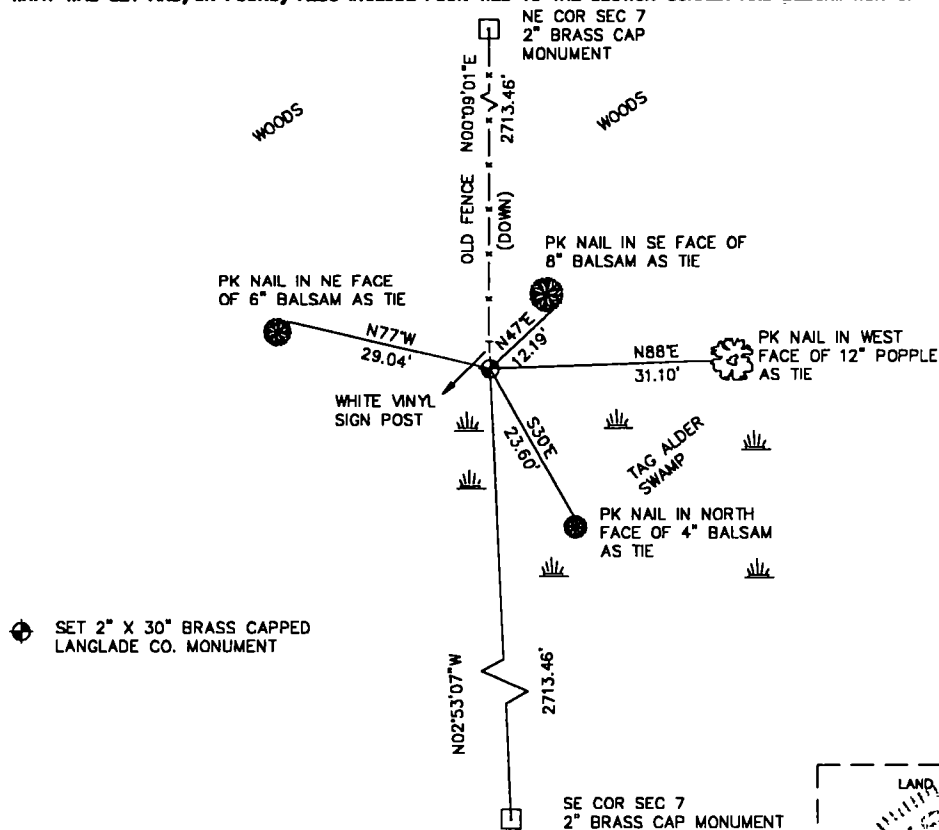 NE COR SEC 7
2" BRASS CAP
MONUMENT
WOODS
WOODS
N00°09'01"E
2713.46'
OLD FENCE
(DOWN)
PK NAIL IN SE FACE OF
8" BALSAM AS TIE
PK NAIL IN NE FACE
OF 6" BALSAM AS TIE
N77°W
29.04'
N47°E
12.19'
N88°E
31.10'
PK NAIL IN WEST
FACE OF 12" POPPLE
AS TIE
WHITE VINYL
SIGN POST
S30°E
23.60'
TAG ALDER
SWAMP
PK NAIL IN NORTH
FACE OF 4" BALSAM
AS TIE
SET 2" X 30" BRASS CAPPED
LANGLADE CO. MONUMENT
N02°53'07"W
2713.46'
SE COR SEC 7
2" BRASS CAP MONUMENT
LAND